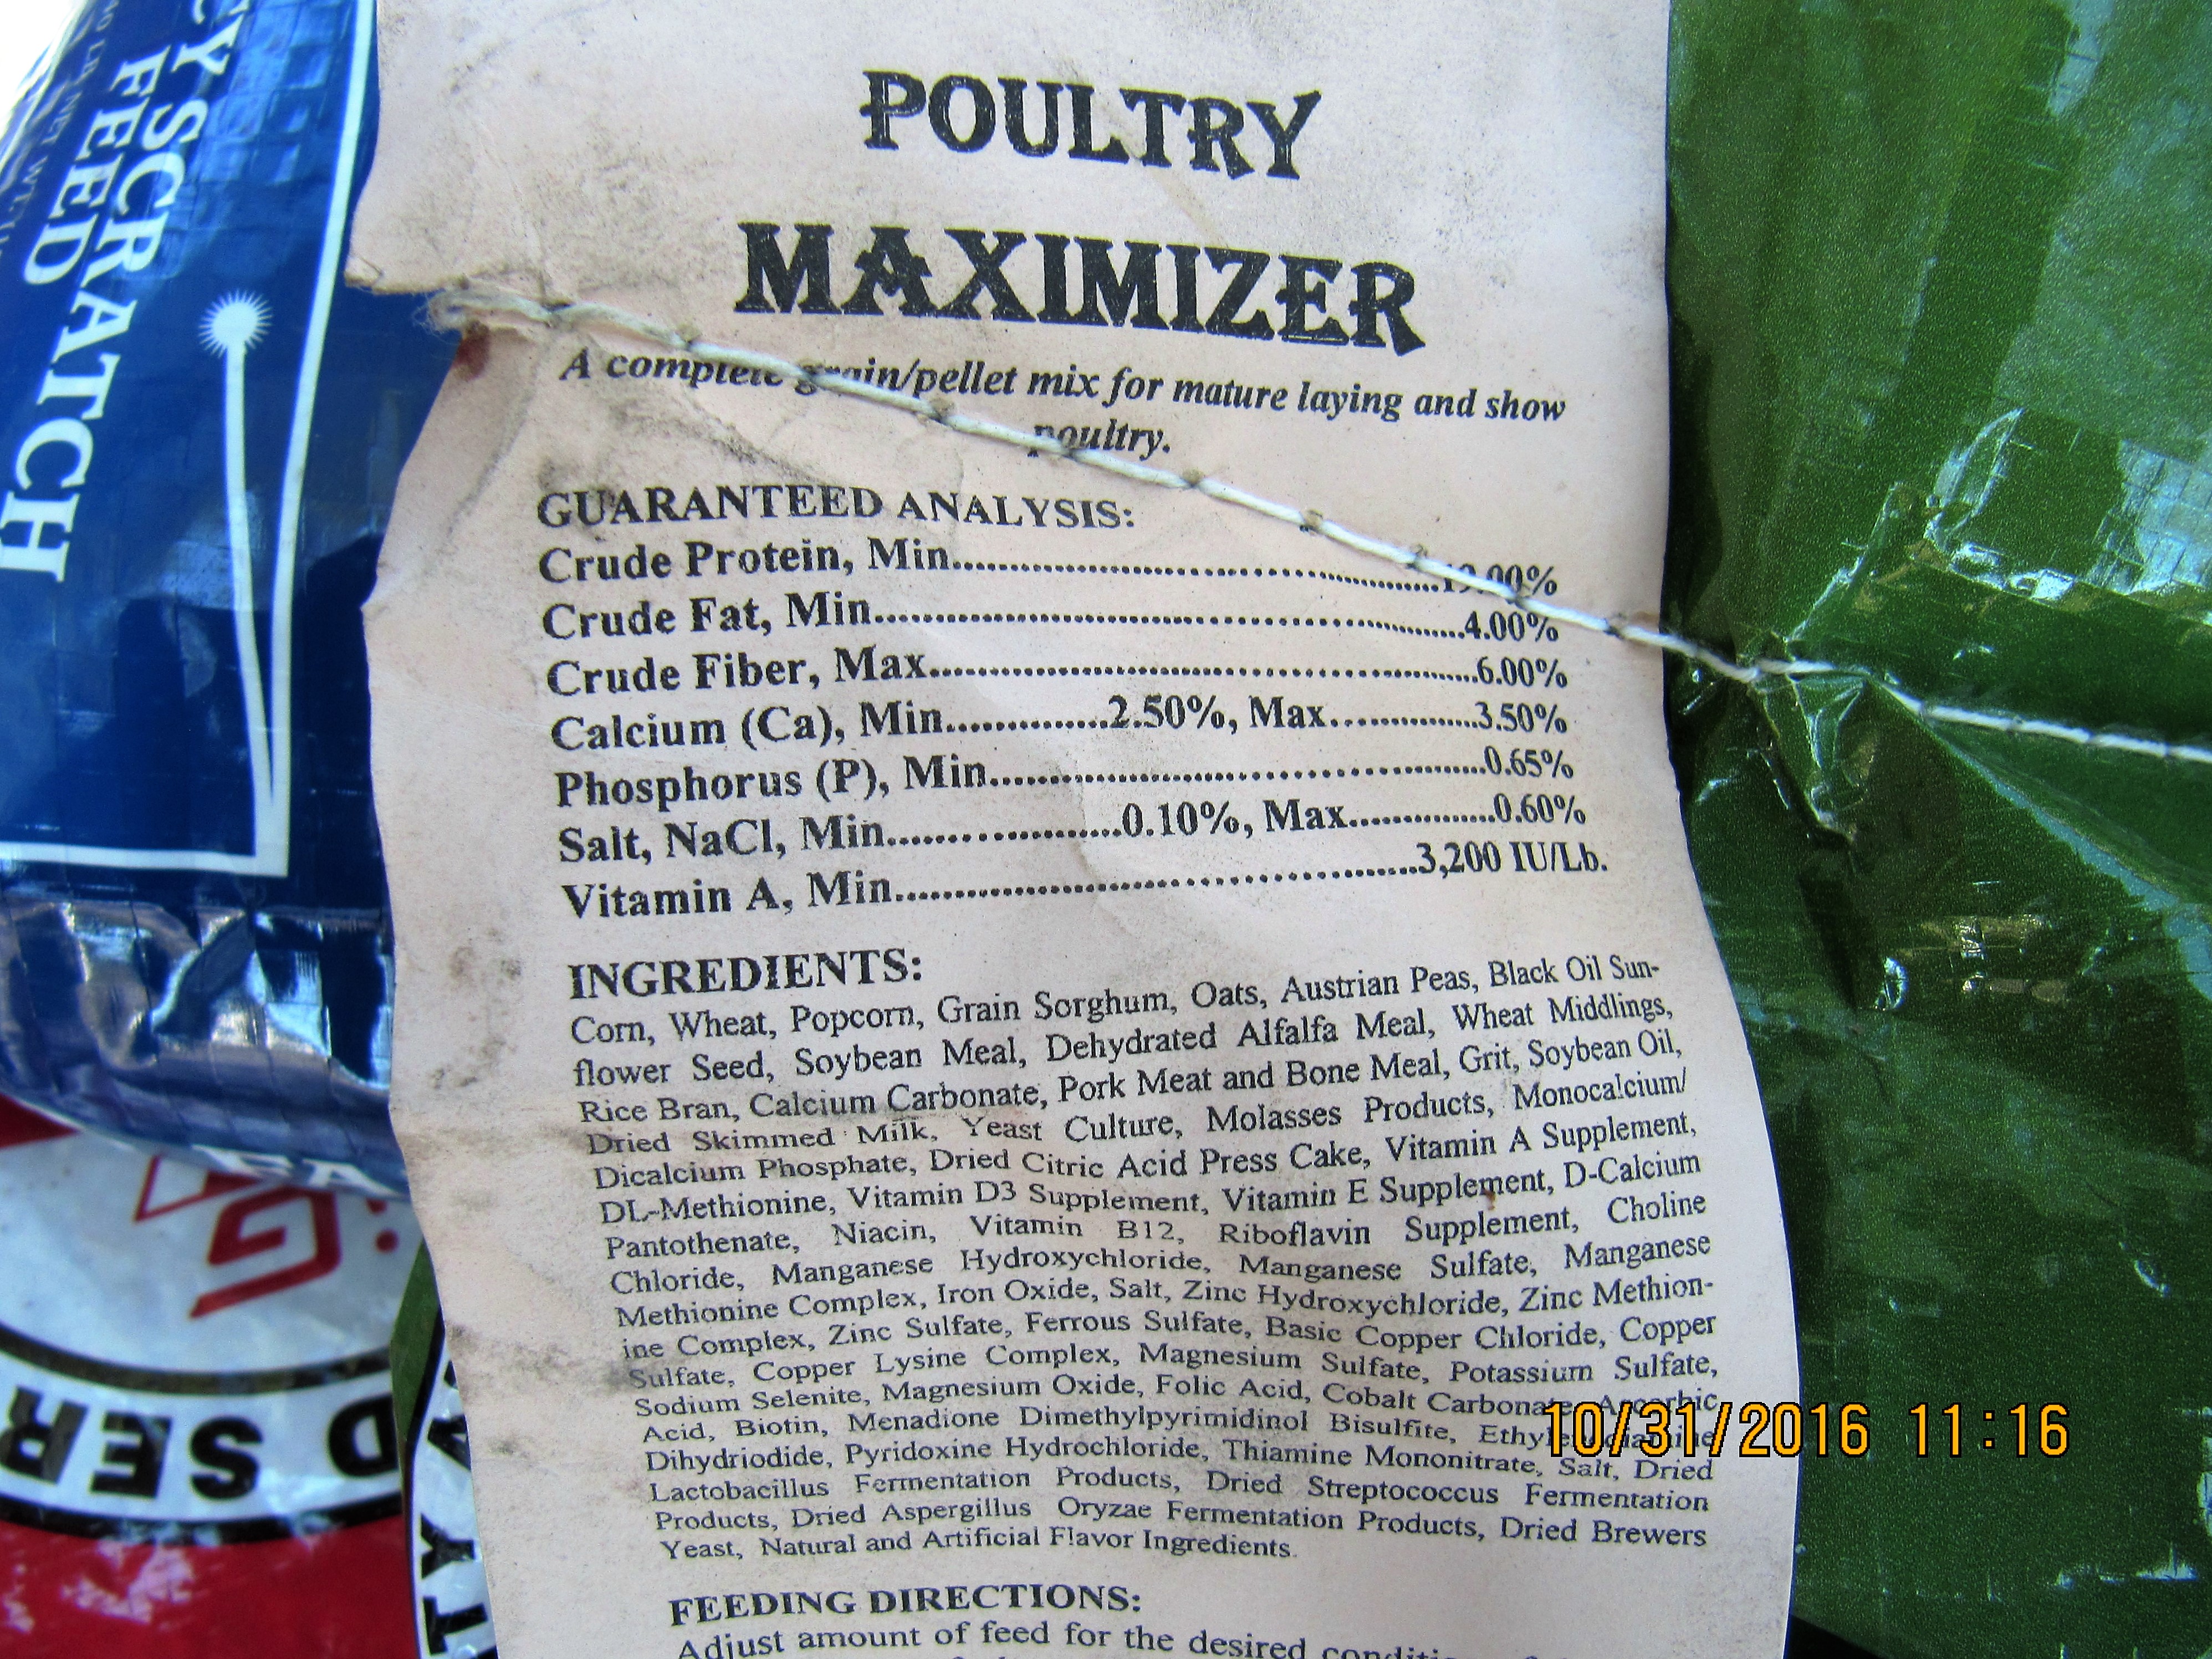 Y SCRATCH
FEED
POULTRY
MAXIMIZER
A complete grain/pellet mix for mature laying and show
poultry.
GUARANTEED ANALYSIS:
Crude Protein, Min..........
Crude Fat, Min..........4.00%
Crude Fiber, Max..........6.00%
Calcium (Ca), Min..........2.50%, Max..........3.50%
Phosphorus (P), Min..........0.65%
Salt, NaCl, Min..........0.10%, Max..........0.60%
Vitamin A, Min..........3,200 IU/Lb.
INGREDIENTS:
Corn, Wheat, Popcorn, Grain Sorghum, Oats, Austrian Peas, Black Oil Sun-
flower Seed, Soybean Meal, Dehydrated Alfalfa Meal, Wheat Middlings,
Rice Bran, Calcium Carbonate, Pork Meat and Bone Meal, Grit, Soybean Oil,
Dried Skimmed Milk, Yeast Culture, Molasses Products, Monocalcium/
Dicalcium Phosphate, Dried Citric Acid Press Cake, Vitamin A Supplement,
DL-Methionine, Vitamin D3 Supplement, Vitamin E Supplement, D-Calcium
Pantothenate, Niacin, Vitamin B12, Riboflavin Supplement, Choline
Chloride, Manganese Hydroxychloride, Manganese Sulfate, Manganese
Methionine Complex, Iron Oxide, Salt, Zinc Hydroxychloride, Zinc Methion-
ine Complex, Zinc Sulfate, Ferrous Sulfate, Basic Copper Chloride, Copper
Sulfate, Copper Lysine Complex, Magnesium Sulfate, Potassium Sulfate,
Sodium Selenite, Magnesium Oxide, Folic Acid, Cobalt Carbonate, Ascorbic
Acid, Biotin, Menadione Dimethylpyrimidinol Bisulfite, Ethylenediamine
Dihydriodide, Pyridoxine Hydrochloride, Thiamine Mononitrate, Salt, Dried
Lactobacillus Fermentation Products, Dried Streptococcus Fermentation
Products, Dried Aspergillus Oryzae Fermentation Products, Dried Brewers
Yeast, Natural and Artificial Flavor Ingredients.
FEEDING DIRECTIONS:
Adjust amount of feed for the desired
D SER
10/31/2016 11:16